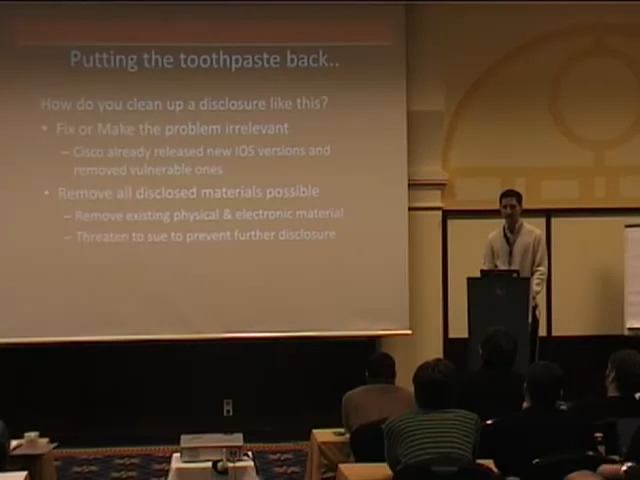 Putting the toothpaste back..
How do you clean up a disclosure like this?
• Fix or Make the problem irrelevant
– Cisco already released new IOS versions and
removed vulnerable ones
• Remove all disclosed materials possible
– Remove existing physical & electronic material
– Threaten to sue to prevent further disclosure